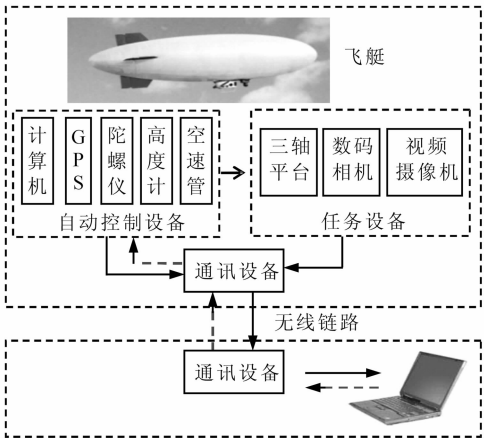 飞艇
计算机
GPS
陀螺仪
高度计
空速管
三轴
平台
数码
相机
视频
摄像机
自动控制设备
任务设备
通讯设备
无线链路
通讯设备